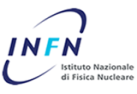 INFN
Istituto Nazionale
di Fisica Nucleare